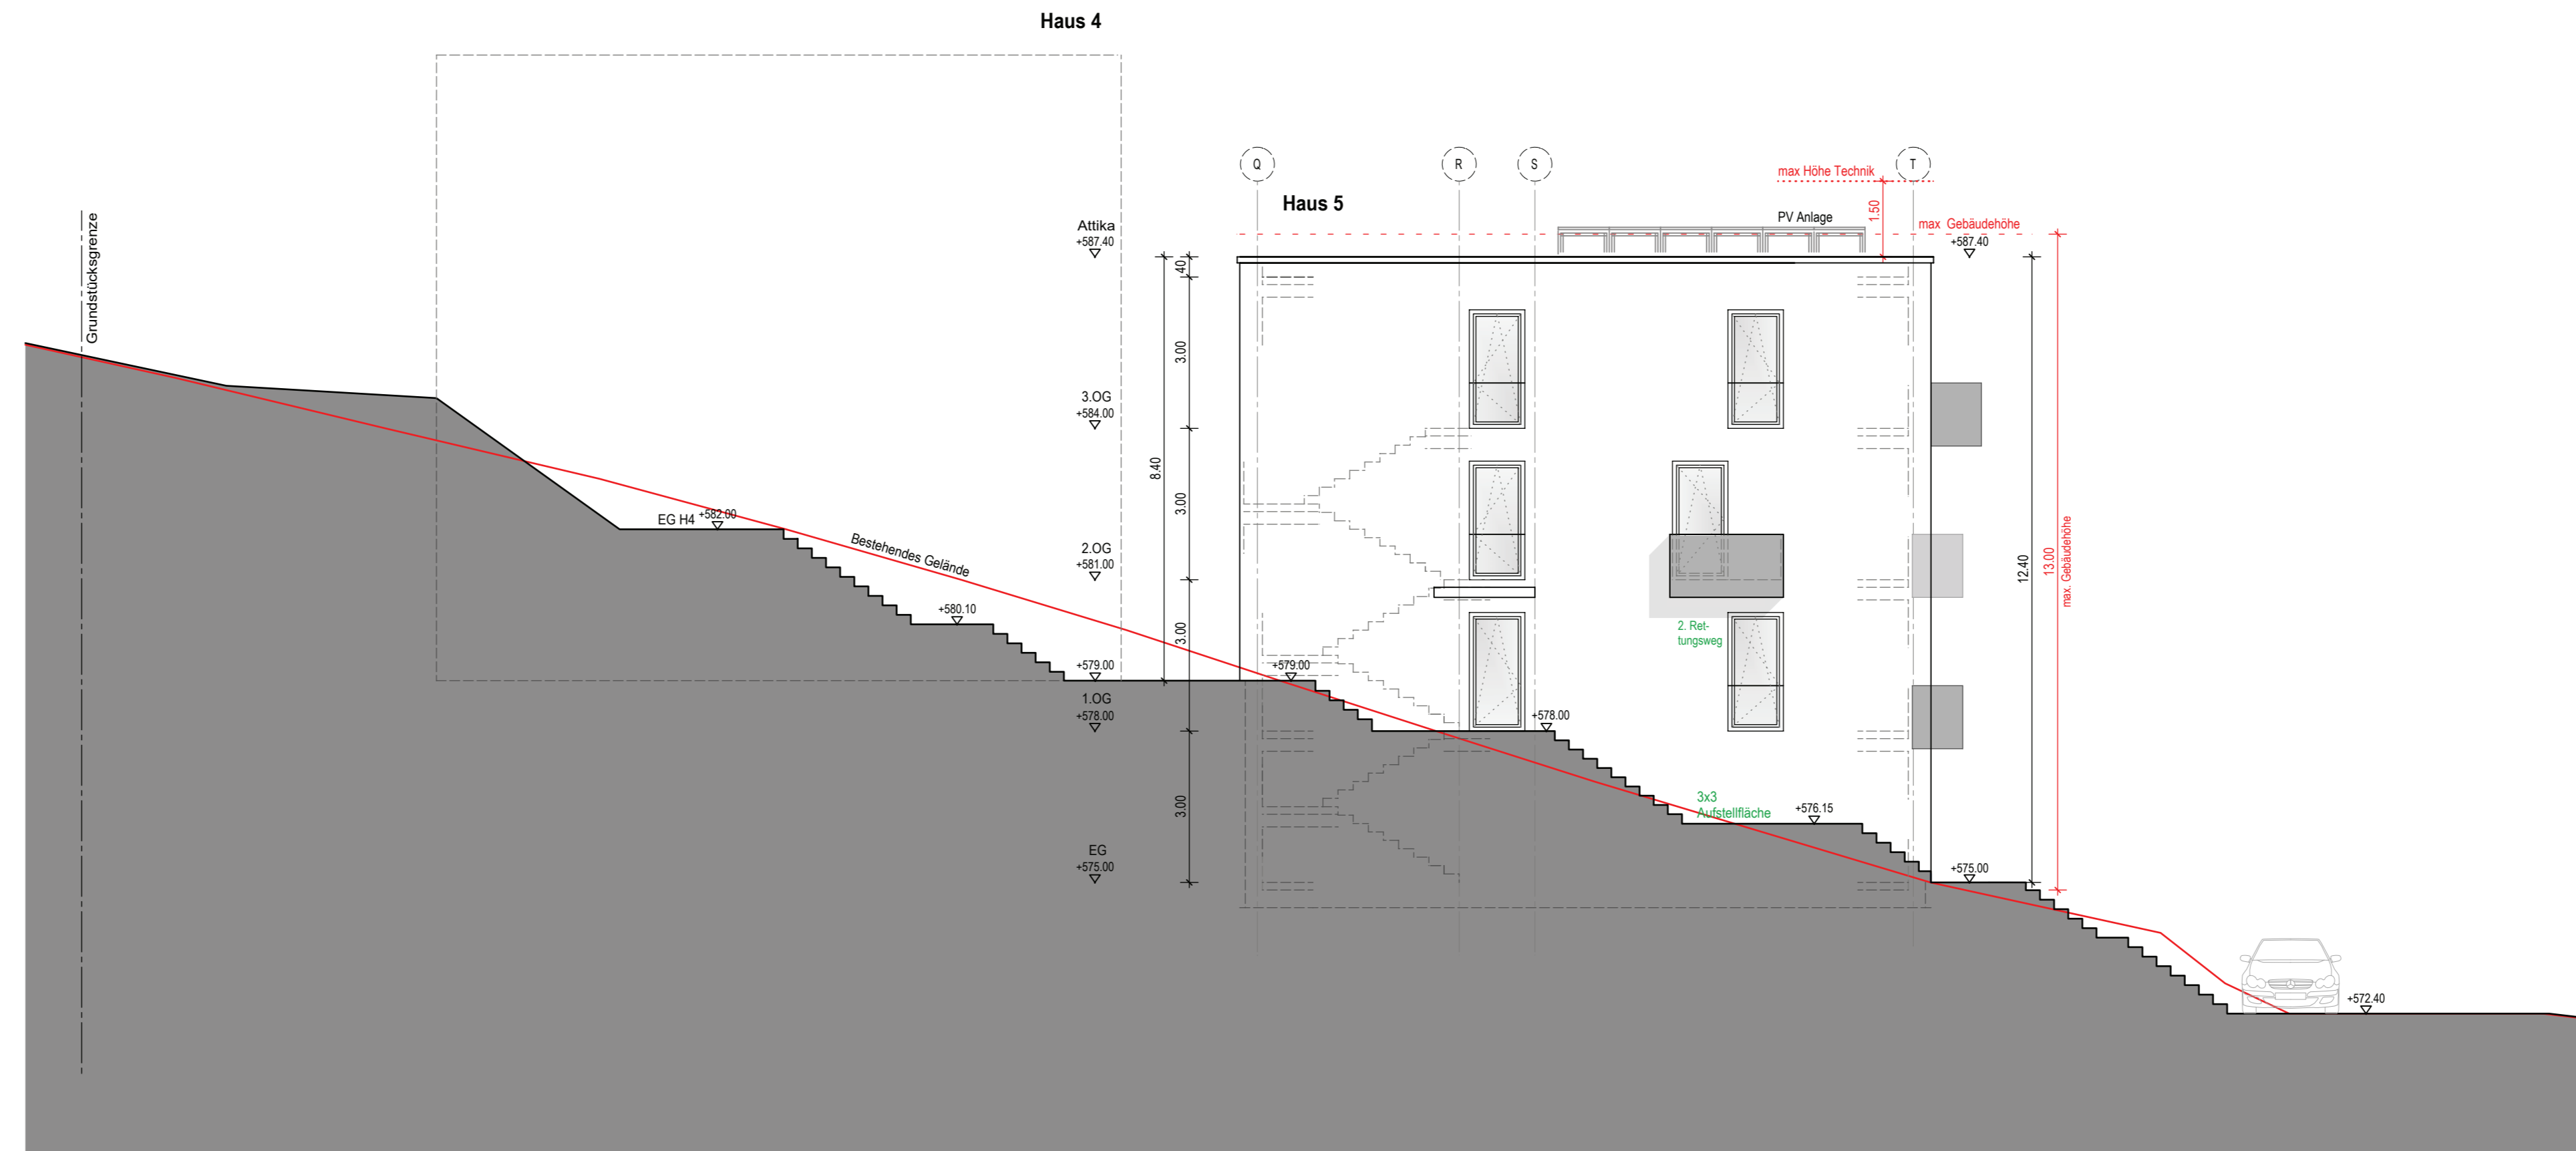 Haus 4
Grundstücksgrenze
Q
R
S
T
max Höhe Technik
1.50
Haus 5
PV Anlage
max Gebäudehöhe
+587.40
Attika
+587.40
40
3.00
3.OG
+584.00
8.40
3.00
EG H4
+582.00
Bestehendes Gelände
2.OG
+581.00
12.40
13.00
max. Gebäudehöhe
+580.10
3.00
2. Ret-
tungsweg
+579.00
+579.00
1.OG
+578.00
+578.00
3.00
3x3
Aufstellfläche
+576.15
EG
+575.00
+575.00
+572.40